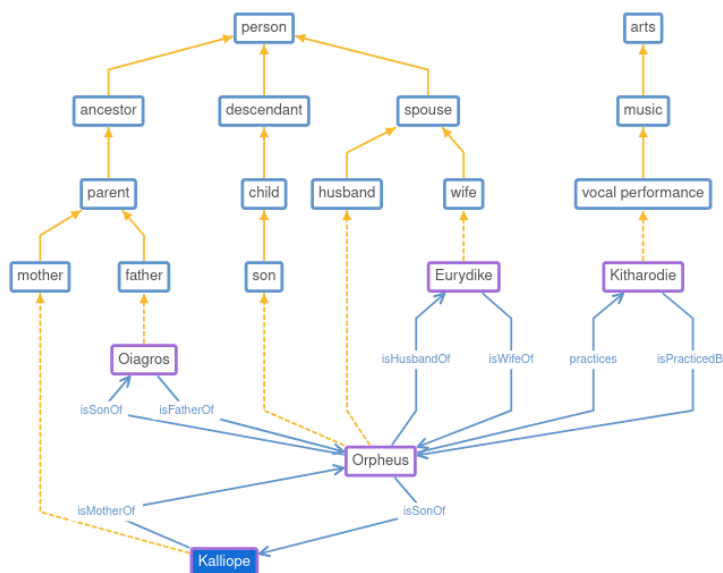 person
arts
ancestor
descendant
spouse
music
parent
child
husband
wife
vocal performance
mother
father
son
Eurydike
Kitharodie
Oiagros
isHusbandOf
isWifeOf
practices
isPracticedB
isSonOf
isFatherOf
Orpheus
isMotherOf
isSonOf
Kalliope